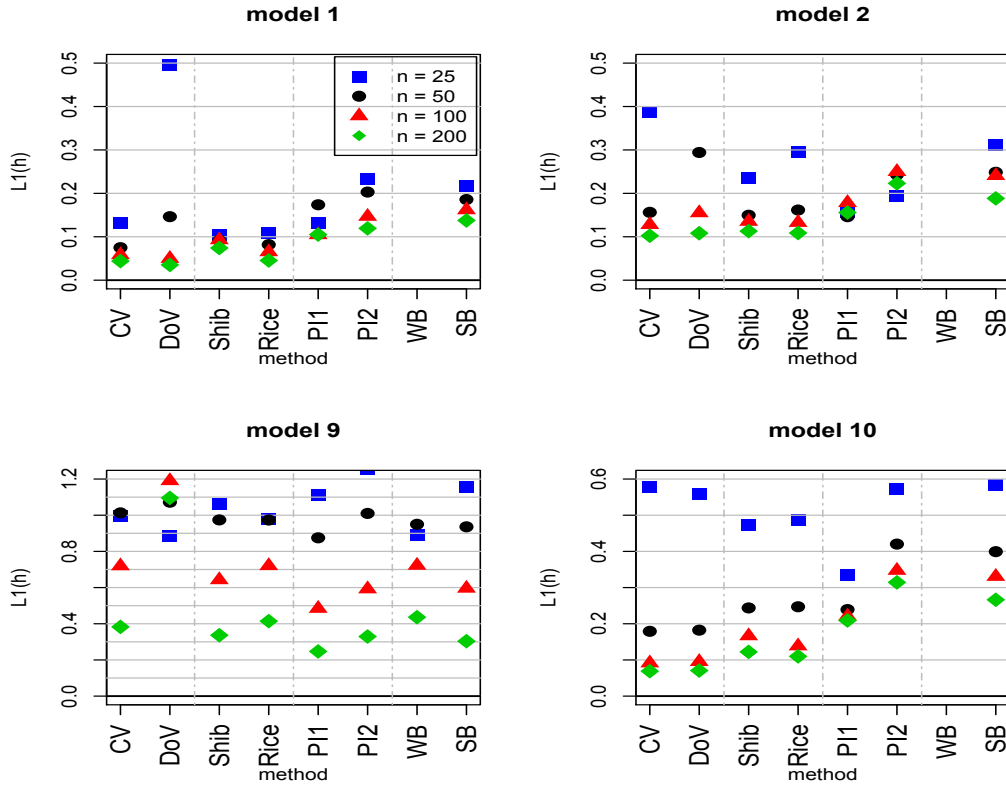 model 1
L1(h)
0.0 0.1 0.2 0.3 0.4 0.5
n = 25
n = 50
n = 100
n = 200
CV DoV Shib Rice PI1 PI2 WB SB
method
model 2
L1(h)
0.0 0.1 0.2 0.3 0.4 0.5
CV DoV Shib Rice PI1 PI2 WB SB
method
model 9
L1(h)
0.0 0.4 0.8 1.2
CV DoV Shib Rice PI1 PI2 WB SB
method
model 10
L1(h)
0.0 0.2 0.4 0.6
CV DoV Shib Rice PI1 PI2 WB SB
method